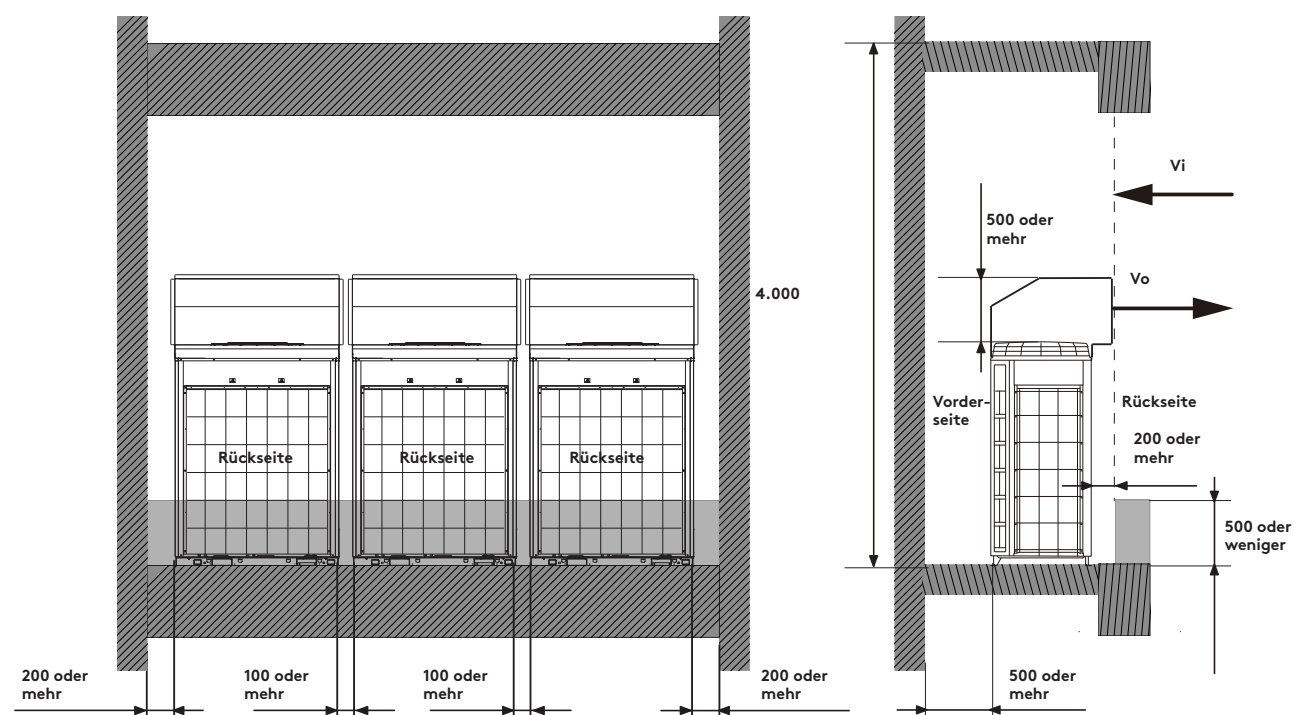 Vi
500 oder
mehr
Vo
4.000
Vorder-
seite
Rückseite
200 oder
mehr
Rückseite
Rückseite
Rückseite
500 oder
weniger
200 oder
mehr
100 oder
mehr
100 oder
mehr
200 oder
mehr
500 oder
mehr